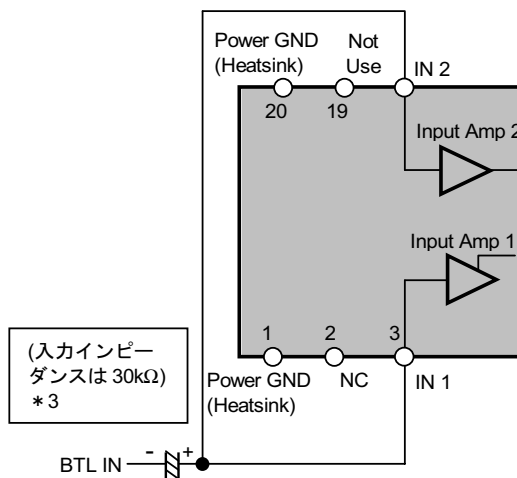 Power GND
(Heatsink)
Not
Use
IN 2
20
19
Input Amp 2
Input Amp 1
1
2
3
Power GND
(Heatsink)
NC
IN 1
(入力インピー
ダンスは 30kΩ)
*3
BTL IN
-
+